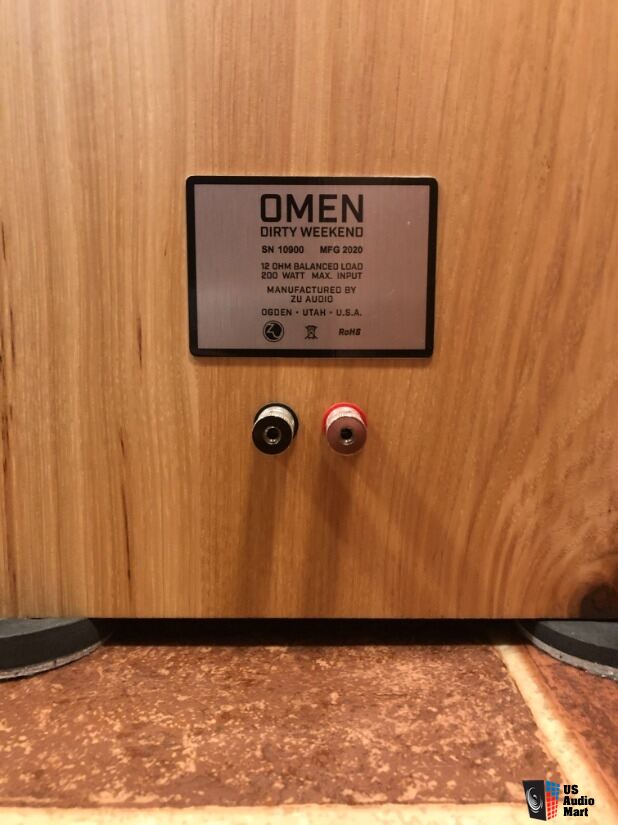 OMEN
DIRTY WEEKEND
SN 10900 MFG 2020
12 OHM BALANCED LOAD
200 WATT MAX. INPUT
MANUFACTURED BY
ZU AUDIO
OGDEN • UTAH • U.S.A.
ZU
RoHS
US
Audio
Mart